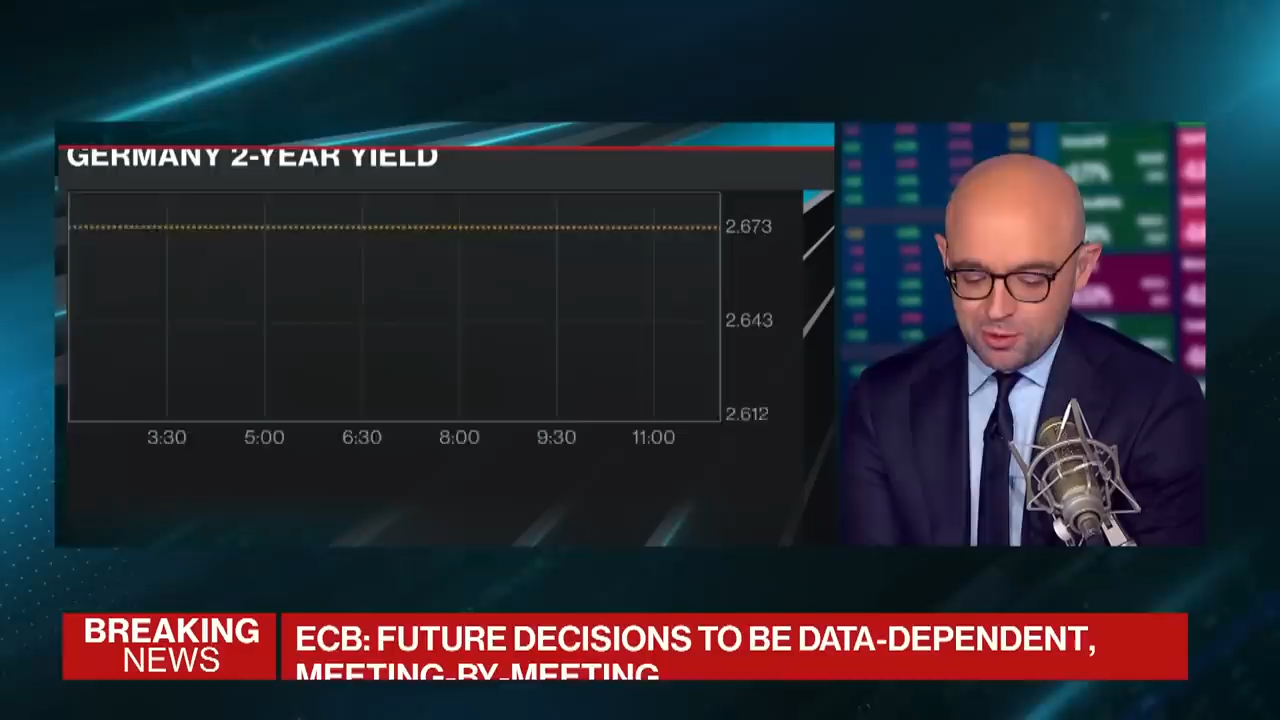 GERMANY 2-YEAR YIELD
2.673
2.643
2.612
3:30
5:00
6:30
8:00
9:30
11:00
BREAKING
NEWS
ECB: FUTURE DECISIONS TO BE DATA-DEPENDENT,
MEETING-BY-MEETING